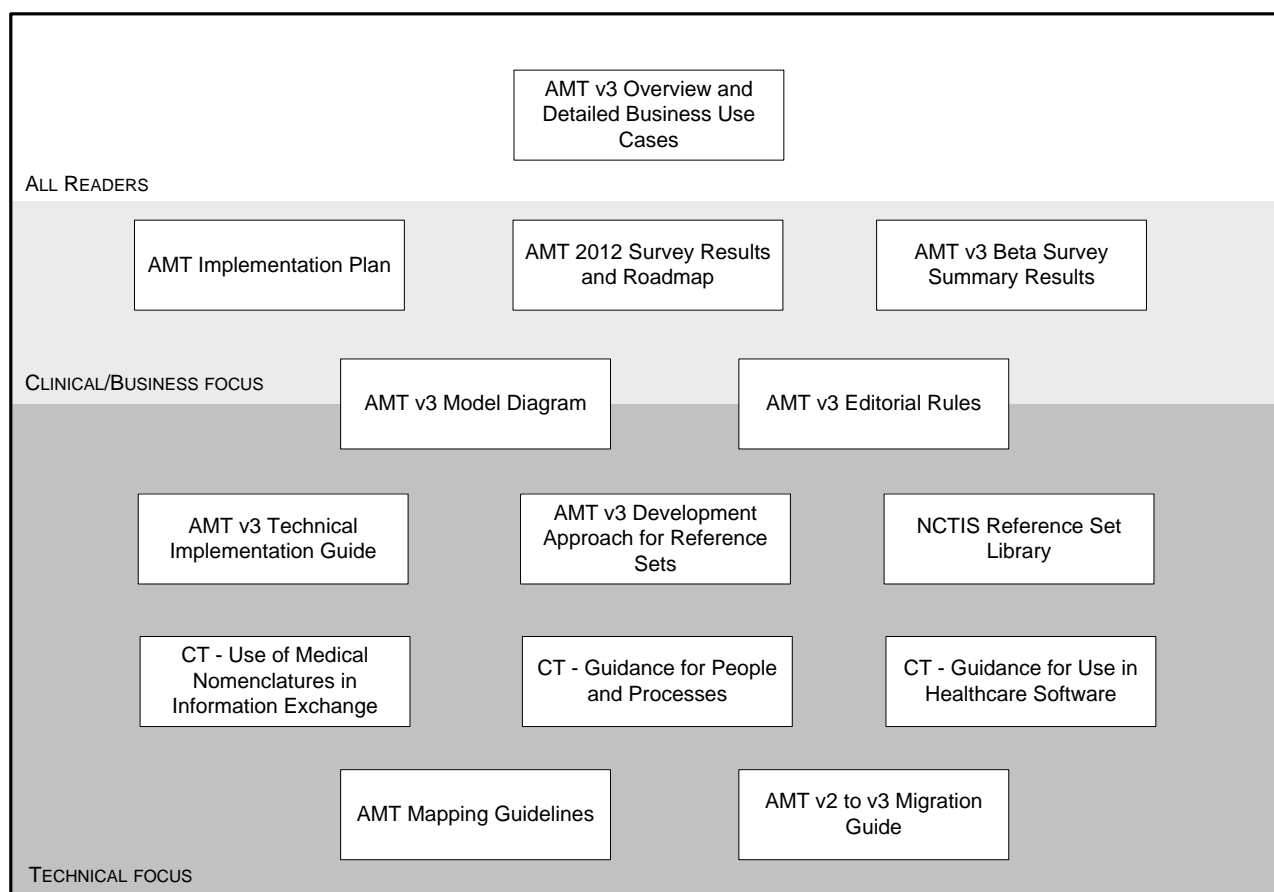 AMT v3 Overview and
Detailed Business Use
Cases
ALL READERS
AMT Implementation Plan
AMT 2012 Survey Results
and Roadmap
AMT v3 Beta Survey
Summary Results
CLINICAL/BUSINESS FOCUS
AMT v3 Model Diagram
AMT v3 Editorial Rules
AMT v3 Technical
Implementation Guide
AMT v3 Development
Approach for Reference
Sets
NCTIS Reference Set
Library
CT - Use of Medical
Nomenclatures in
Information Exchange
CT - Guidance for People
and Processes
CT - Guidance for Use in
Healthcare Software
AMT Mapping Guidelines
AMT v2 to v3 Migration
Guide
TECHNICAL FOCUS